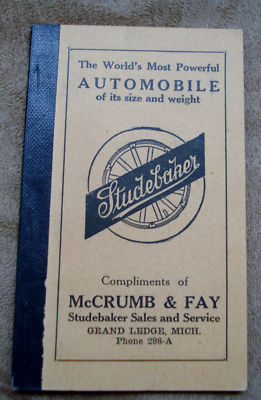 The World's Most Powerful
AUTOMOBILE
of its size and weight
Studebaker
Compliments of
McCRUMB & FAY
Studebaker Sales and Service
GRAND LEDGE, MICH.
Phone 298-A